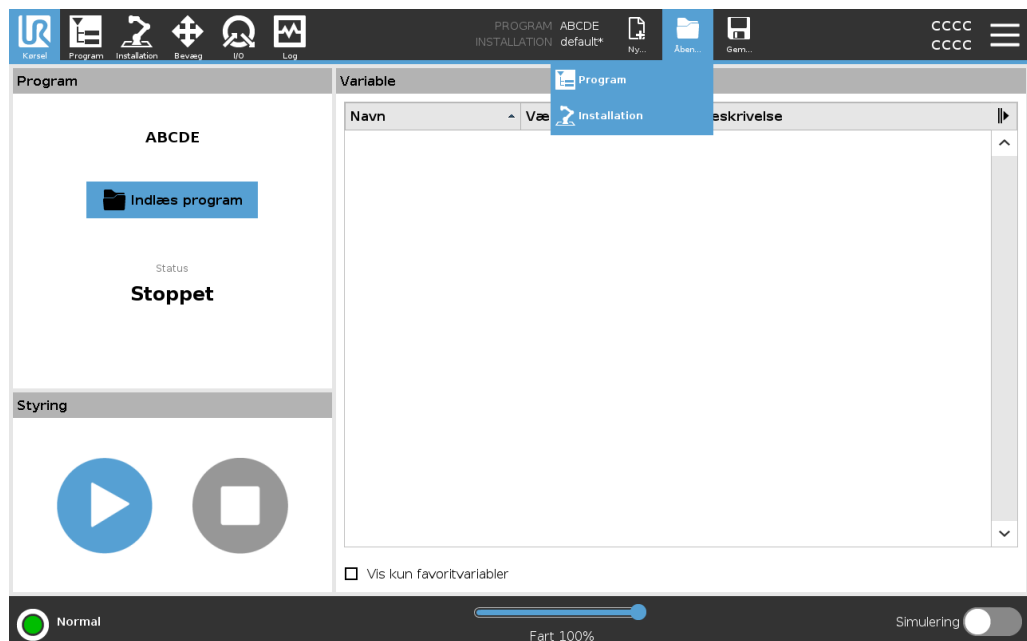 UR
Kørsel
Program
Installation
Bevæg
I/O
Log
PROGRAM ABCDE
INSTALLATION default*
Ny...
Åben...
Gem...
CCCC
CCCC
Program
Installation
Program
Variable
Navn
Væ
eskrivelse
ABCDE
Indlæs program
Status
Stoppet
Styring
Vis kun favoritvariabler
Normal
Fart 100%
Simulering